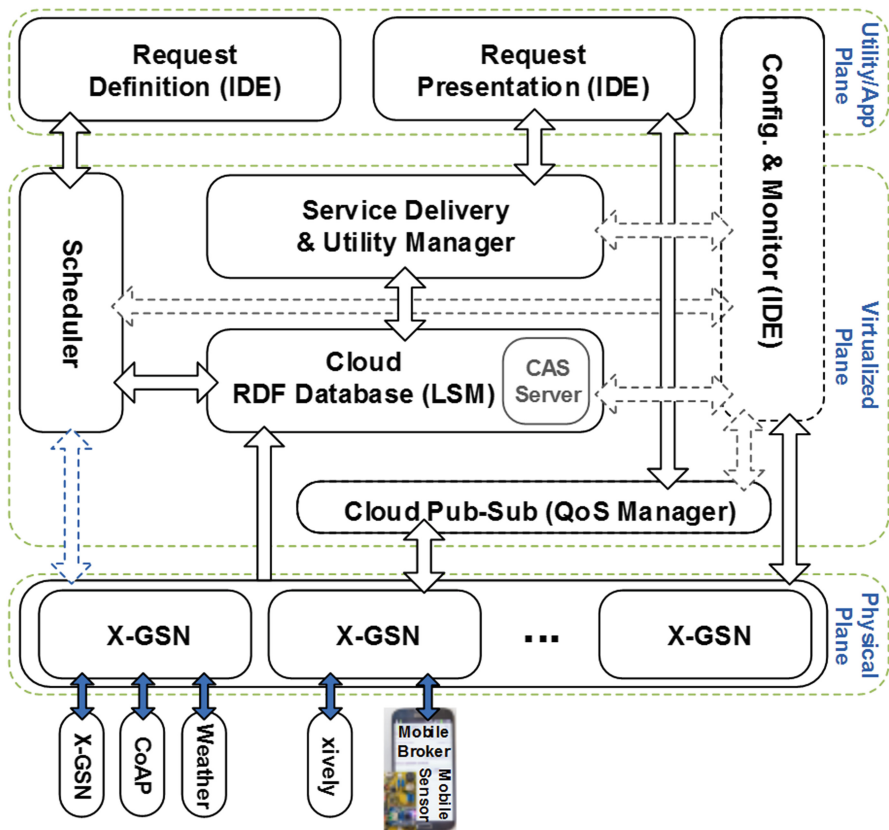 Request
Definition (IDE)
Request
Presentation (IDE)
Config. & Monitor (IDE)
Utility/App
Plane
Scheduler
Service Delivery
& Utility Manager
Cloud
RDF Database (LSM)
CAS
Server
Virtualized
Plane
Cloud Pub-Sub (QoS Manager)
X-GSN
X-GSN
...
X-GSN
Physical
Plane
X-GSN
CoAP
Weather
xively
Mobile
Broker
Mobile
Sensor